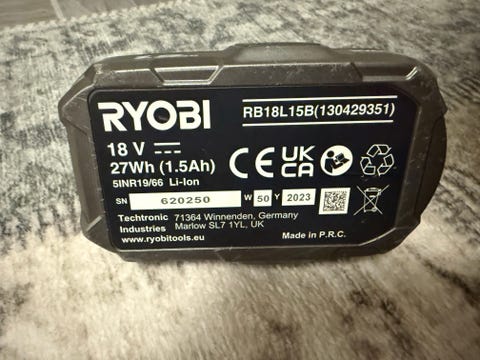 RYOBI
RB18L15B(130429351)
18 V
27Wh (1.5Ah)
5INR19/66 Li-Ion
CE UK CA
SN 620250 W 50 Y 2023
Techtronic Industries
71364 Winnenden, Germany
Marlow SL7 1YL, UK
www.ryobitools.eu
Made in P.R.C.